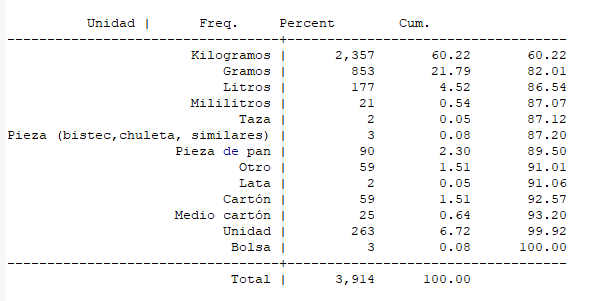 Unidad | Freq. Percent Cum.
----------------------------------+-----------------------------------
Kilogramos | 2,357 60.22 60.22
Gramos | 853 21.79 82.01
Litros | 177 4.52 86.54
Mililitros | 21 0.54 87.07
Taza | 2 0.05 87.12
Pieza (bistec,chuleta, similares) | 3 0.08 87.20
Pieza de pan | 90 2.30 89.50
Otro | 59 1.51 91.01
Lata | 2 0.05 91.06
Cartón | 59 1.51 92.57
Medio cartón | 25 0.64 93.20
Unidad | 263 6.72 99.92
Bolsa | 3 0.08 100.00
----------------------------------+-----------------------------------
Total | 3,914 100.00